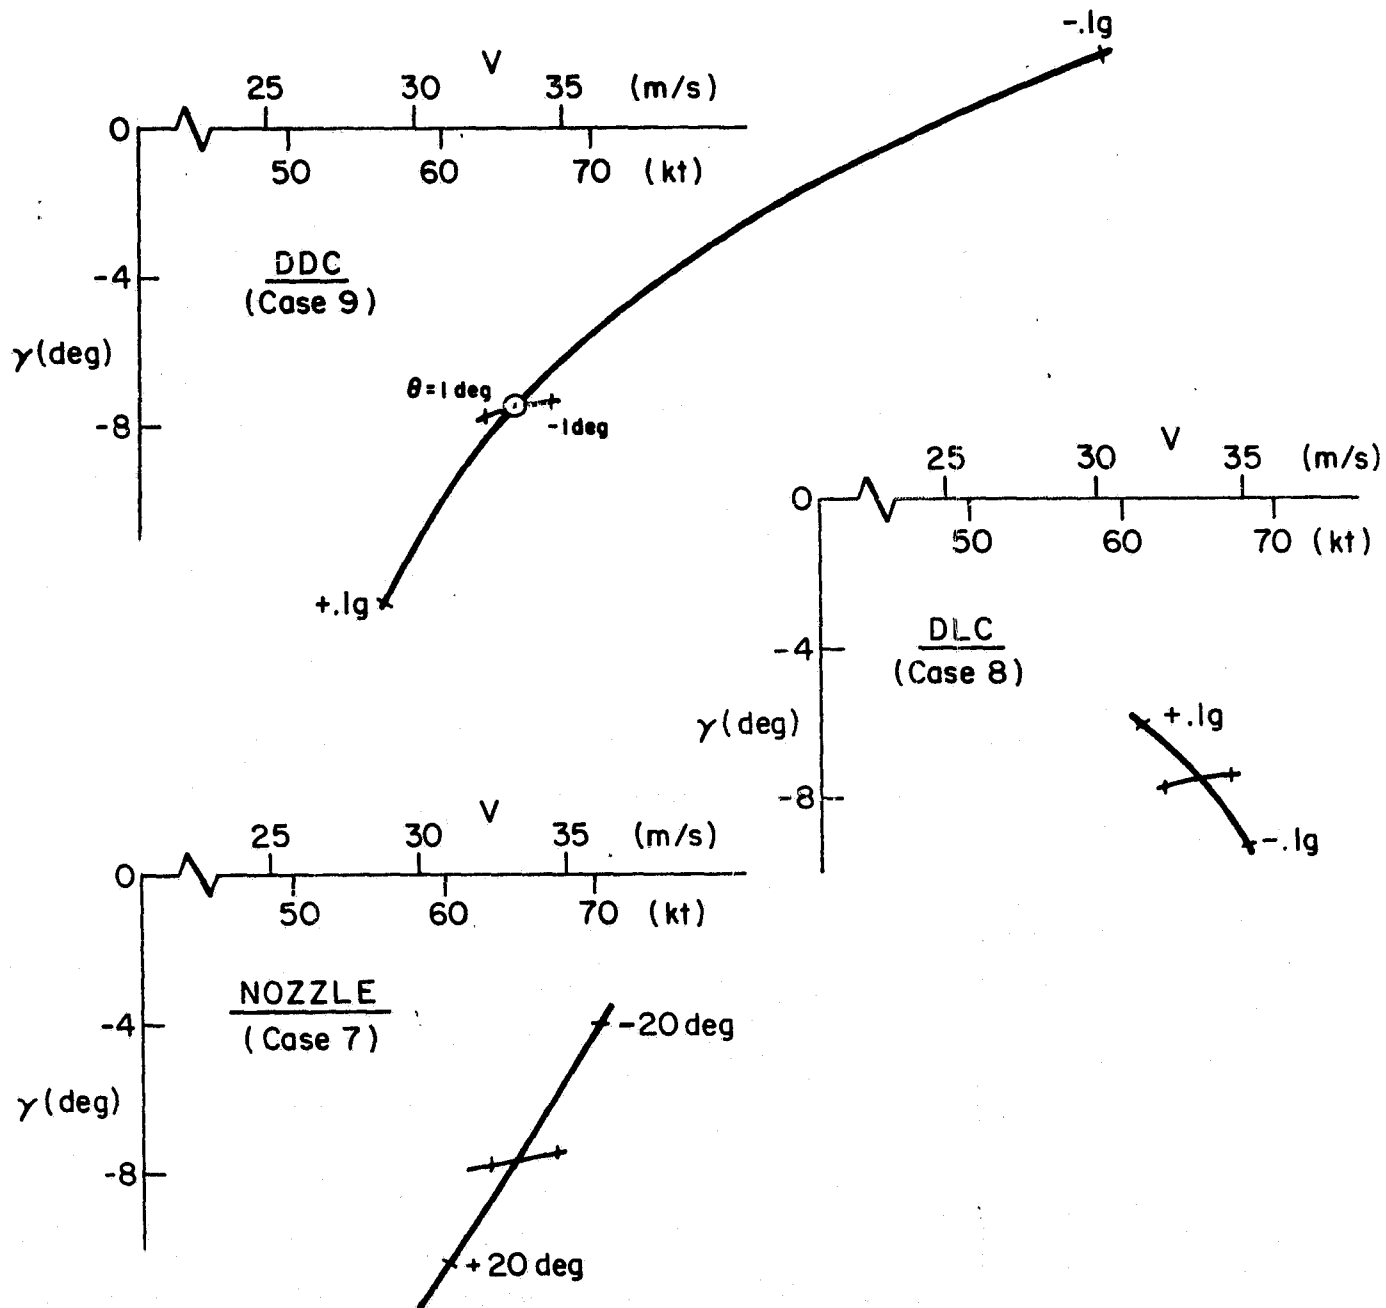 -.1g
V
25 30 35 (m/s)
0
50 60 70 (kt)
DDC
(Case 9)
-4
γ(deg)
θ=1 deg
-1deg
-8
+.1g
V
25 30 35 (m/s)
0
50 60 70 (kt)
DLC
(Case 8)
-4
γ(deg)
+.1g
-8
-.1g
V
25 30 35 (m/s)
0
50 60 70 (kt)
NOZZLE
(Case 7)
-4
-20 deg
γ(deg)
-8
+20 deg